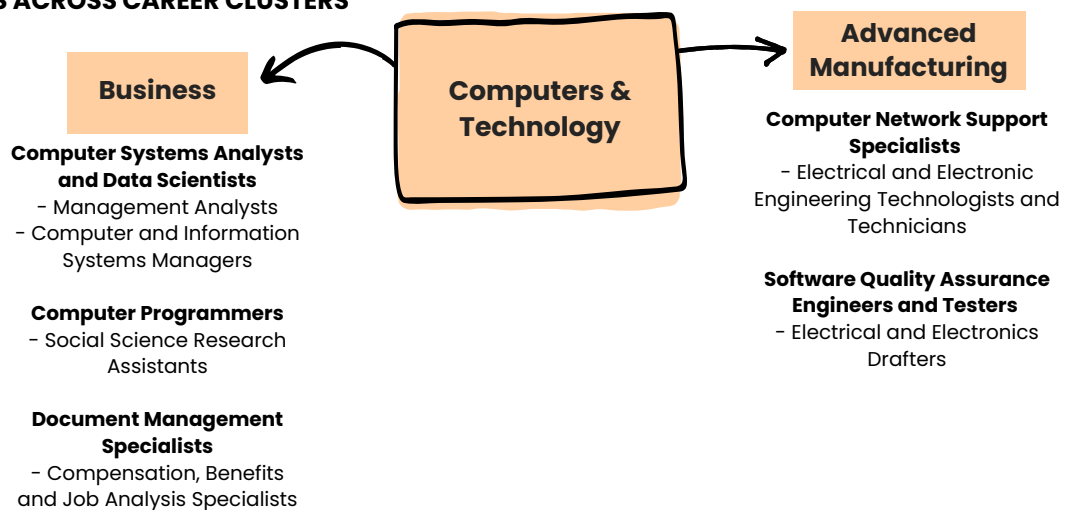 ACROSS CAREER CLUSTERS
Business
Computer Systems Analysts
and Data Scientists
- Management Analysts
- Computer and Information
Systems Managers
Computer Programmers
- Social Science Research
Assistants
Document Management
Specialists
- Compensation, Benefits
and Job Analysis Specialists
Computers &
Technology
Advanced
Manufacturing
Computer Network Support
Specialists
- Electrical and Electronic
Engineering Technologists and
Technicians
Software Quality Assurance
Engineers and Testers
- Electrical and Electronics
Drafters